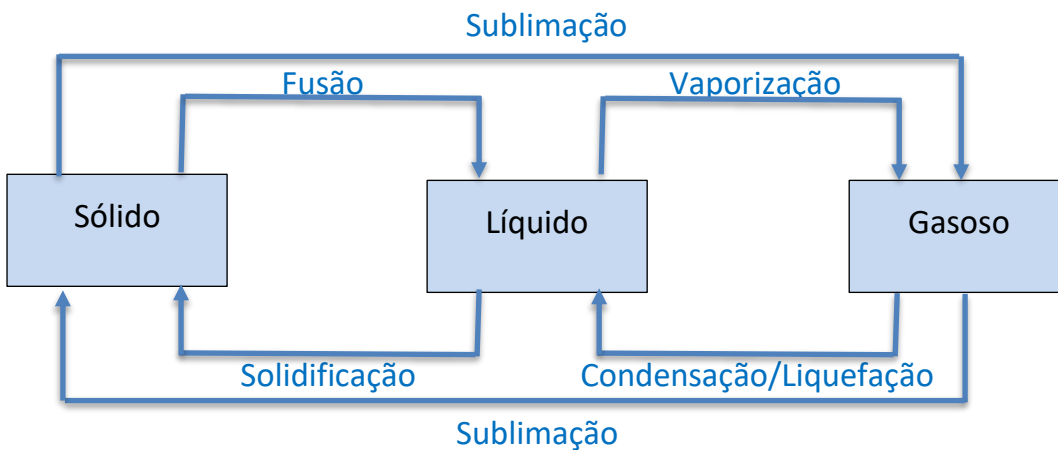 Sublimação
Fusão
Vaporização
Sólido
Líquido
Gasoso
Solidificação
Condensação/Liquefação
Sublimação